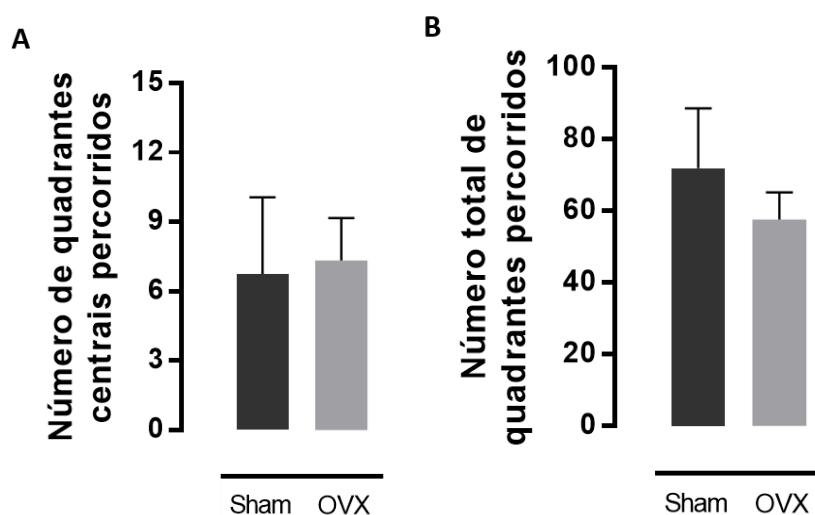 A
Número de quadrantes
centrais percorridos
15
12
9
6
3
0
Sham
OVX
B
Número total de
quadrantes percorridos
100
80
60
40
20
0
Sham
OVX